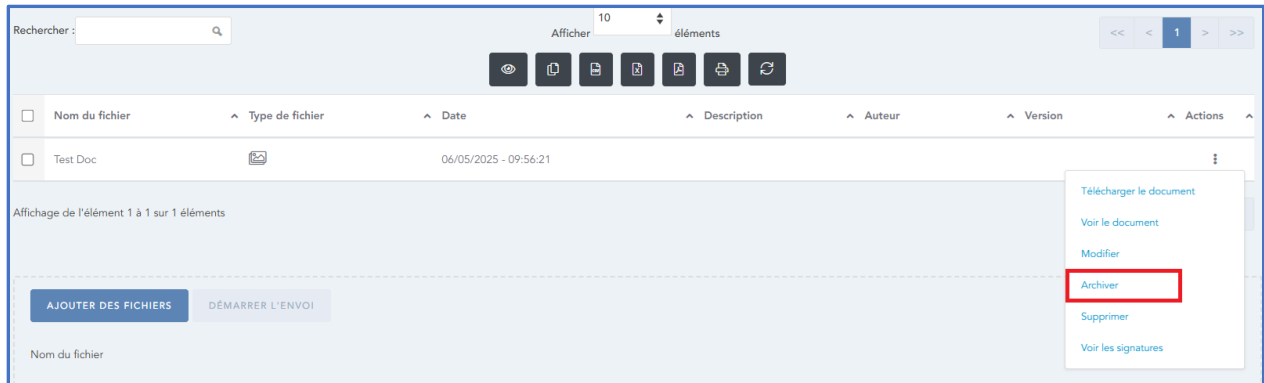 Rechercher :
Afficher 10 éléments
<< < 1 > >>
Nom du fichier Type de fichier Date Description Auteur Version Actions
Test Doc 06/05/2025 - 09:56:21
Télécharger le document
Affichage de l'élément 1 à 1 sur 1 éléments
Voir le document
Modifier
Archiver
AJOUTER DES FICHIERS DÉMARRER L'ENVOI
Supprimer
Voir les signatures
Nom du fichier